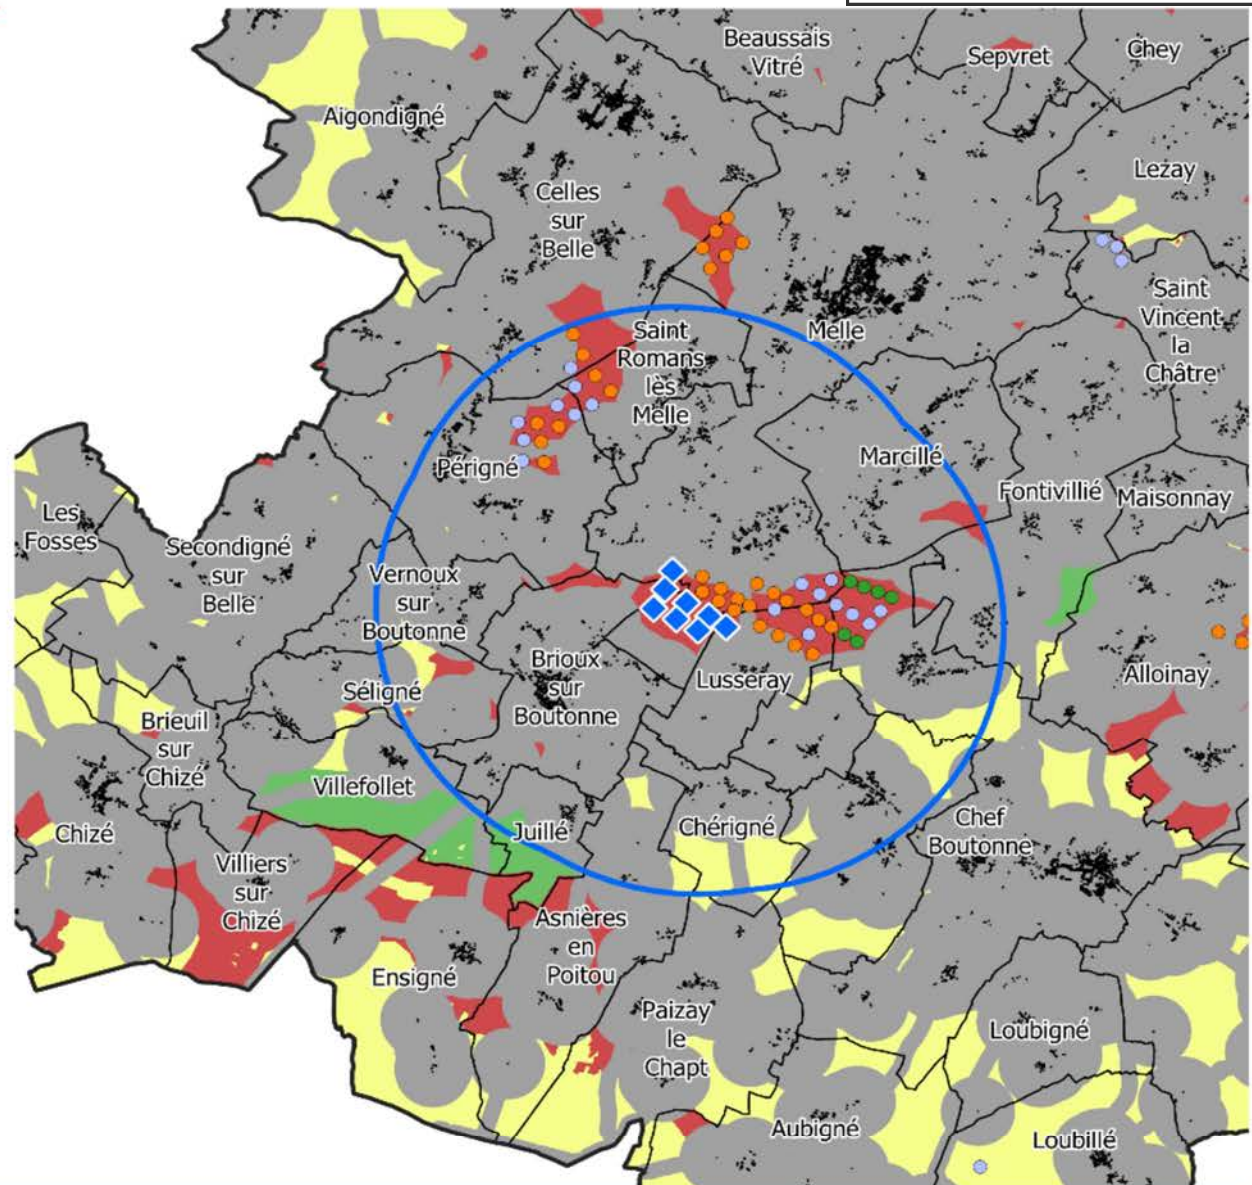 Beaussais
Vitré
Sepvret
Chey
Aigondigné
Lezay
Celles
sur
Belle
Saint
Vincent
la
Châtre
Melle
Saint
Romans
lès
Melle
Marcillé
Périgné
Fontivillié
Maisonnay
Les
Fosses
Secondigné
sur
Belle
Vernoux
sur
Boutonne
Brioux
sur
Boutonne
Lusseray
Alloinay
Séligné
Brieuil
sur
Chizé
Villefollet
Juillé
Chérigné
Chef
Boutonne
Chizé
Villiers
sur
Chizé
Asnières
en
Poitou
Ensigné
Paizay
le
Chapt
Loubigné
Aubigné
Loubillé